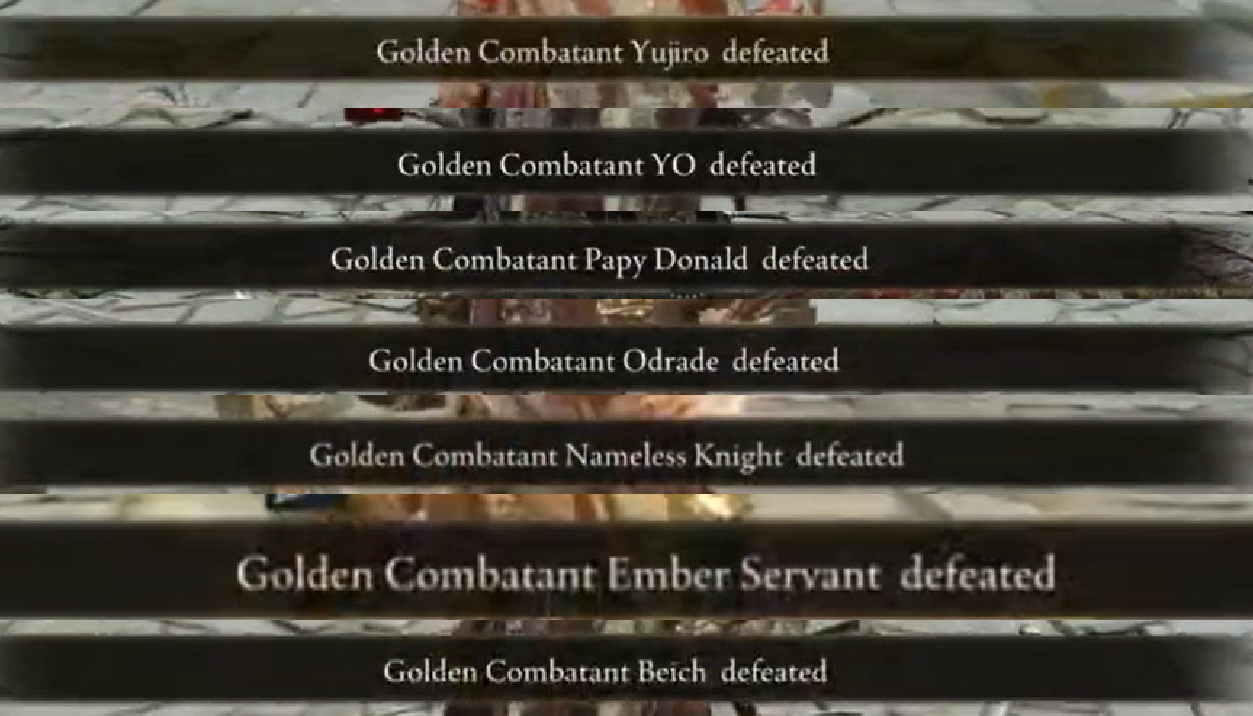 Golden Combatant Yujiro defeated
Golden Combatant YO defeated
Golden Combatant Papy Donald defeated
Golden Combatant Odrade defeated
Golden Combatant Nameless Knight defeated
Golden Combatant Ember Servant defeated
Golden Combatant Beich defeated